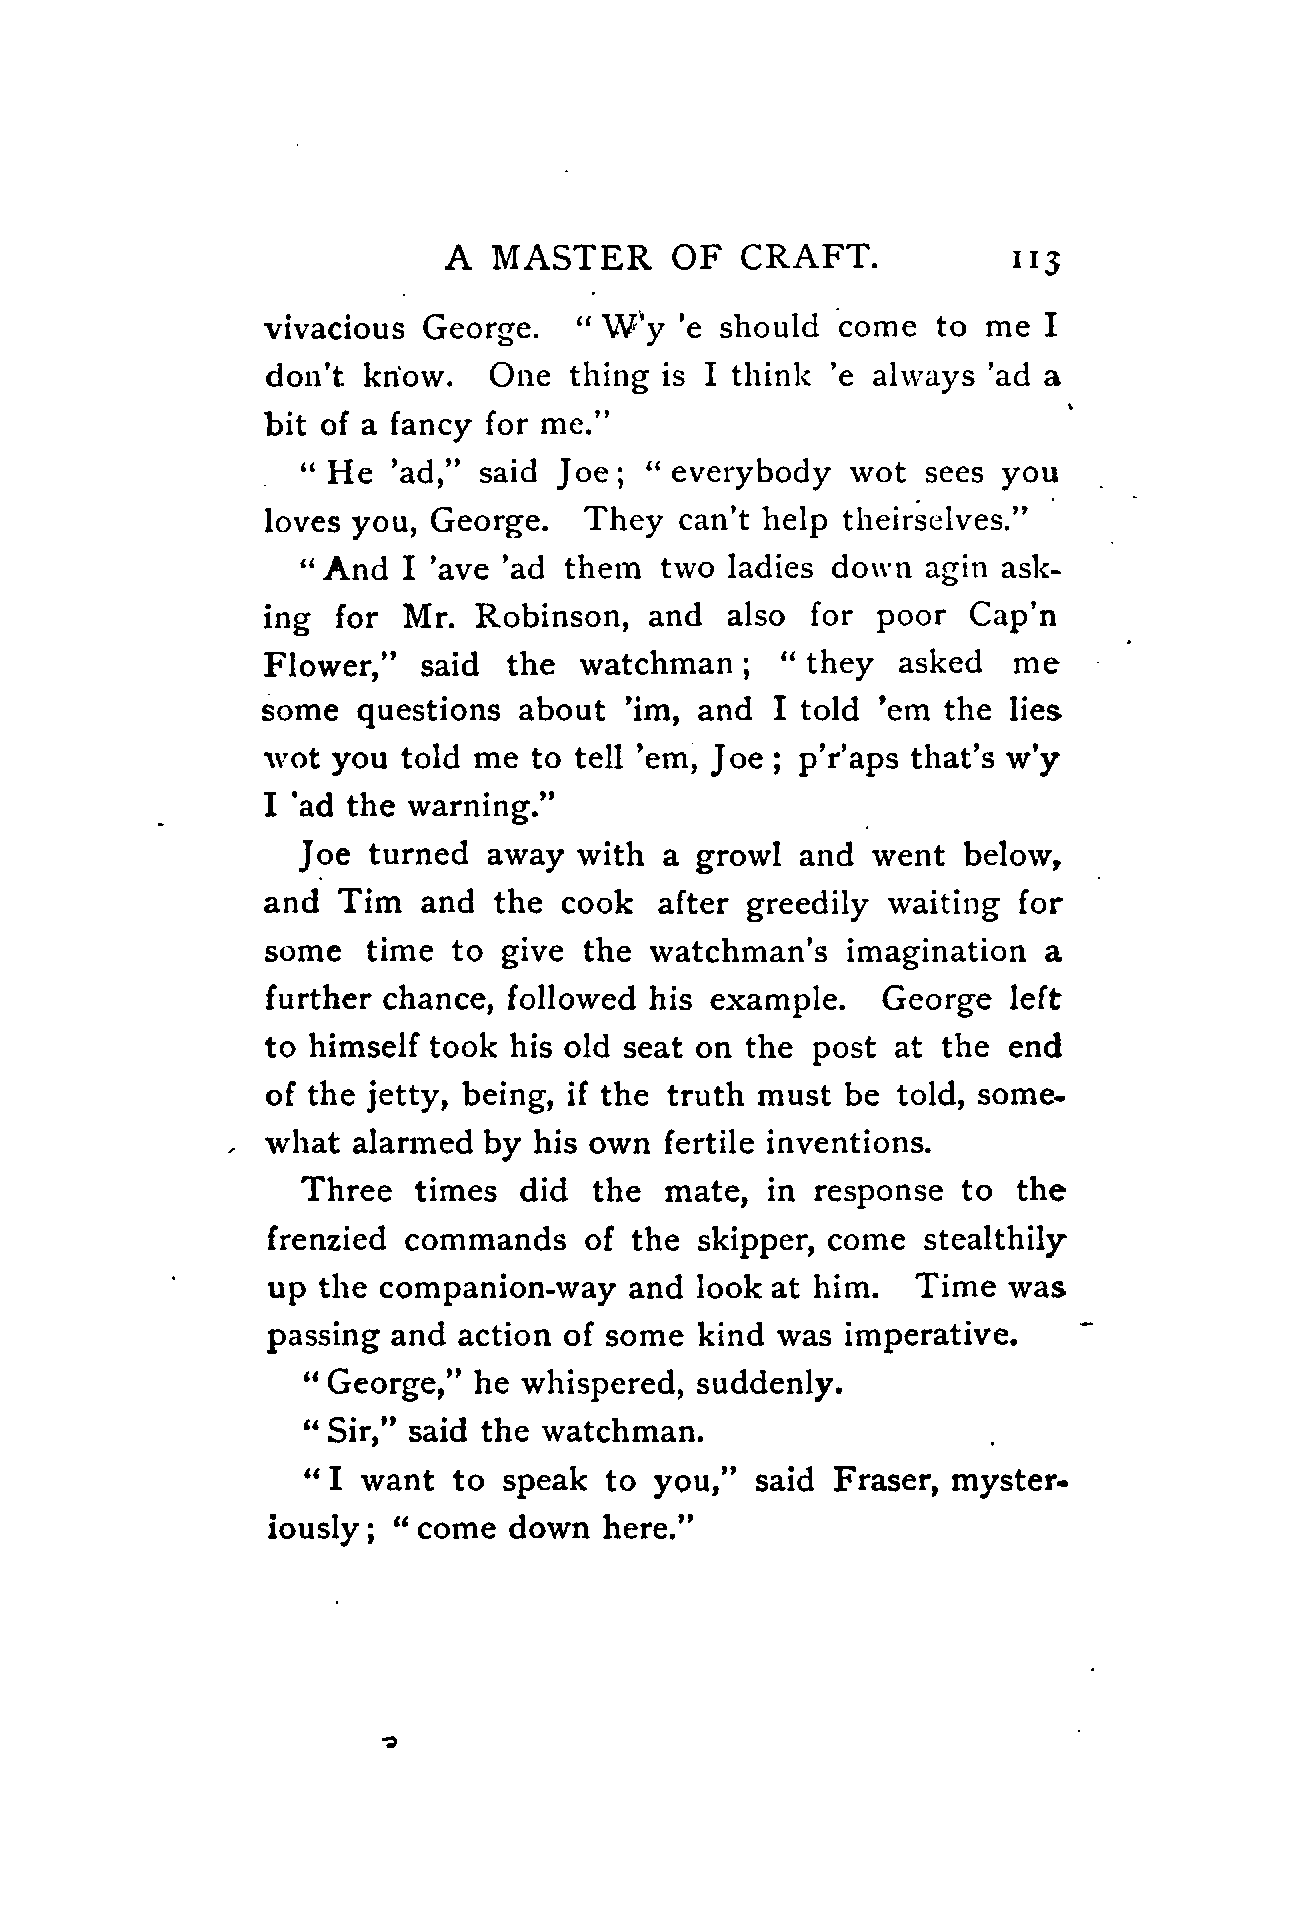 A MASTER OF CRAFT. 113
vivacious George. " W'y 'e should come to me I
don't know. One thing is I think 'e always 'ad a
bit of a fancy for me."
" He 'ad," said Joe ; " everybody wot sees you
loves you, George. They can't help theirselves."
" And I 'ave 'ad them two ladies down agin ask-
ing for Mr. Robinson, and also for poor Cap'n
Flower," said the watchman ; " they asked me
some questions about 'im, and I told 'em the lies
wot you told me to tell 'em, Joe ; p'r'aps that's w'y
I 'ad the warning."
Joe turned away with a growl and went below,
and Tim and the cook after greedily waiting for
some time to give the watchman's imagination a
further chance, followed his example. George left
to himself took his old seat on the post at the end
of the jetty, being, if the truth must be told, some-
what alarmed by his own fertile inventions.
Three times did the mate, in response to the
frenzied commands of the skipper, come stealthily
up the companion-way and look at him. Time was
passing and action of some kind was imperative.
" George," he whispered, suddenly.
" Sir," said the watchman.
" I want to speak to you," said Fraser, myster-
iously ; " come down here."